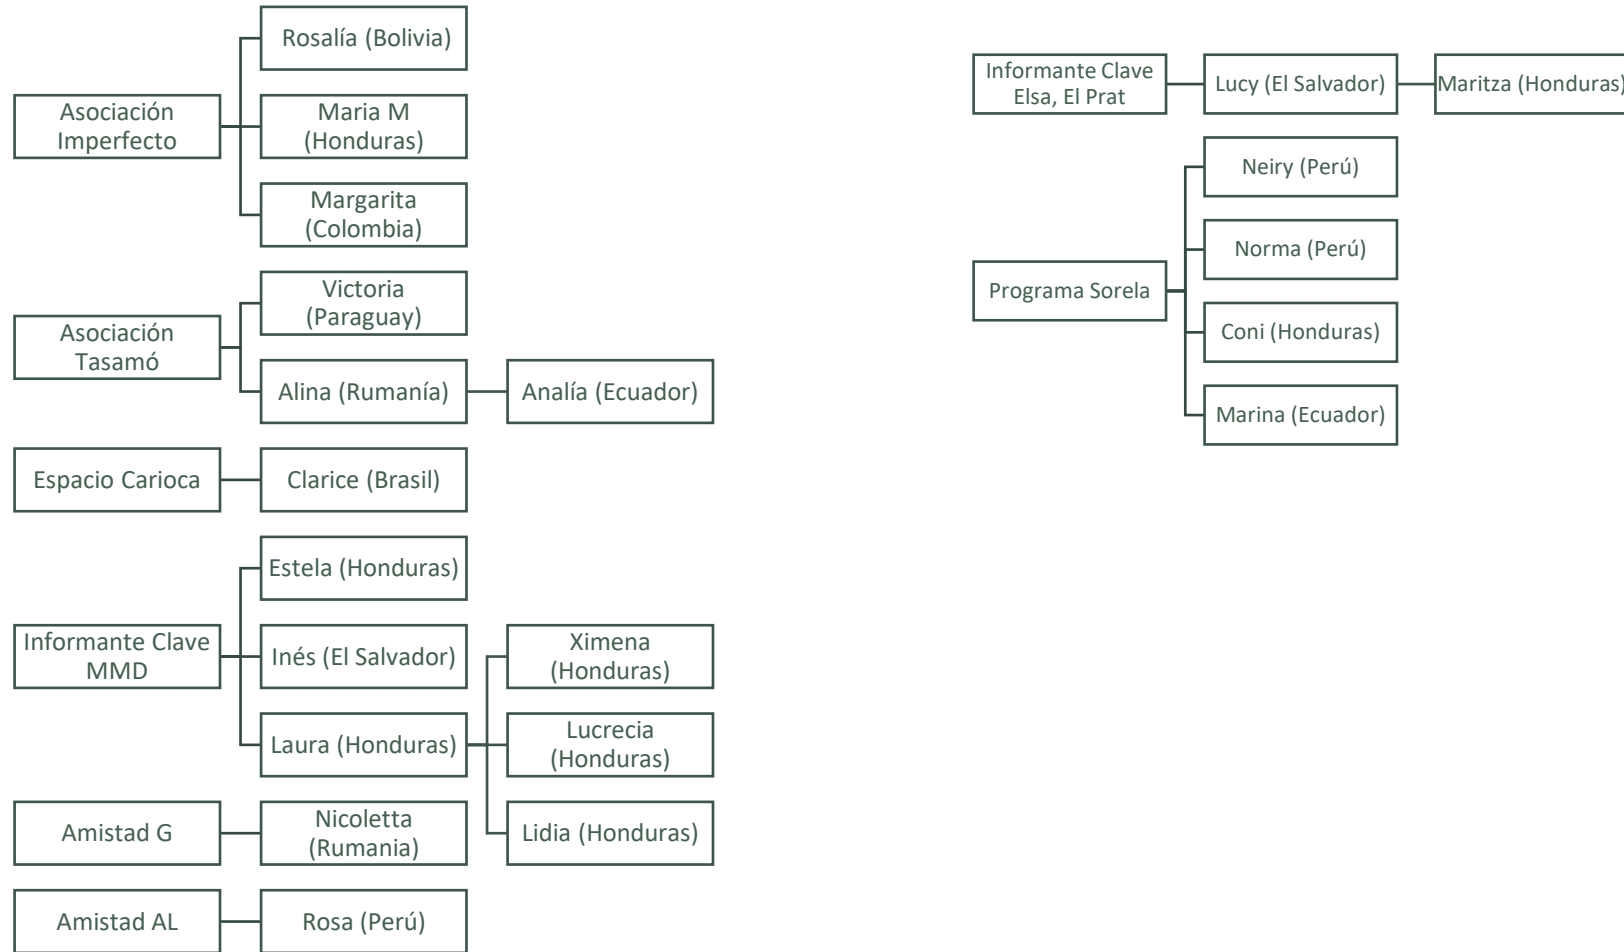 Asociación
Imperfecto
Rosalía (Bolivia)
Maria M
(Honduras)
Margarita
(Colombia)
Asociación
Tasamó
Victoria
(Paraguay)
Alina (Rumanía)
Analía (Ecuador)
Espacio Carioca
Clarice (Brasil)
Informante Clave
MMD
Estela (Honduras)
Inés (El Salvador)
Laura (Honduras)
Ximena
(Honduras)
Lucrecia
(Honduras)
Lidia (Honduras)
Amistad G
Nicoletta
(Rumania)
Amistad AL
Rosa (Perú)
Informante Clave
Elsa, El Prat
Lucy (El Salvador)
Maritza (Honduras)
Programa Sorela
Neiry (Perú)
Norma (Perú)
Coni (Honduras)
Marina (Ecuador)